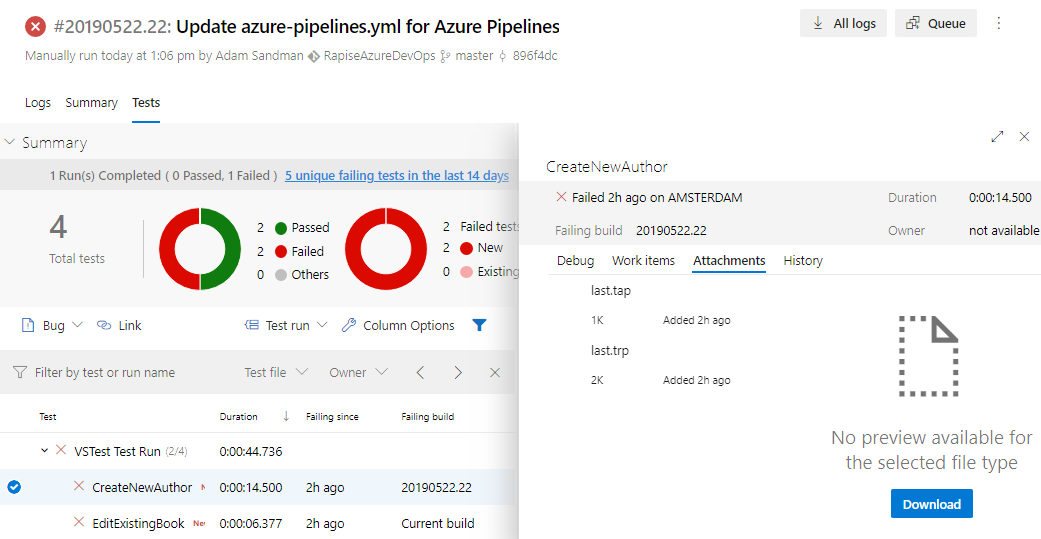 #20190522.22: Update azure-pipelines.yml for Azure Pipelines
All logs
Queue
Manually run today at 1:06 pm by Adam Sandman RapiseAzureDevOps master 896f4dc
Logs Summary Tests
Summary
1 Run(s) Completed ( 0 Passed, 1 Failed ) 5 unique failing tests in the last 14 days
4
Total tests
2 Passed
2 Failed
0 Others
2 Failed tests
2 New
0 Existing
Bug Link Test run Column Options
Filter by test or run name Test file Owner
Test Duration Failing since Failing build
VSTest Test Run (2/4) 0:00:44.736
CreateNewAuthor 0:00:14.500 2h ago 20190522.22
EditExistingBook New 0:00:06.377 2h ago Current build
CreateNewAuthor
Failed 2h ago on AMSTERDAM Duration 0:00:14.500
Failing build 20190522.22 Owner not available
Debug Work items Attachments History
last.tap
1K Added 2h ago
last.trp
2K Added 2h ago
No preview available for
the selected file type
Download